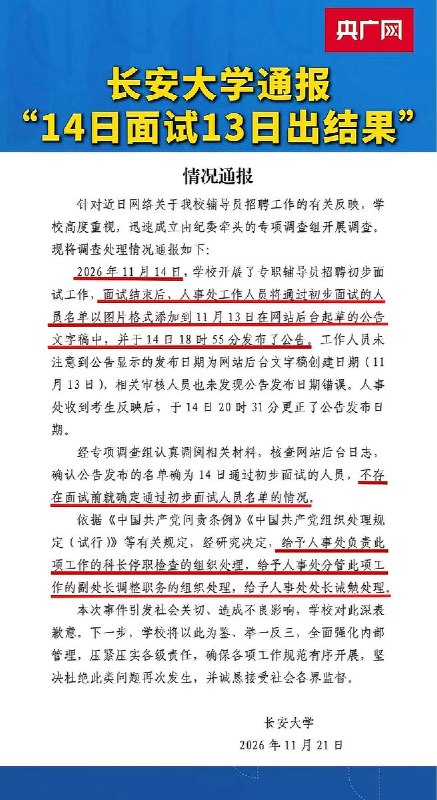 央广网
长安大学通报
“14日面试13日出结果”
情况通报
针对近日网络关于我校辅导员招聘工作的有关反映，学
校高度重视，迅速成立由纪委牵头的专项调查组开展调查。
现将调查处理情况通报如下：
2026年11月14日，学校开展了专职辅导员招聘初步面
试工作，面试结束后，人事处工作人员将通过初步面试的人
员名单以图片格式添加到11月13日在网站后台起草的公告
文字稿中，并于14日18时55分发布了公告。工作人员未
注意到公告显示的发布日期为网站后台文字稿创建日期（11
月13日），相关审核人员也未发现公告发布日期错误。人事
处收到考生反映后，于14日20时31分更正了公告发布日
期。
经专项调查组认真调阅相关材料，核查网站后台日志，
确认公告发布的名单确为14日通过初步面试的人员，不存
在面试前就确定通过初步面试人员名单的情况。
依据《中国共产党问责条例》《中国共产党组织处理规
定（试行）》等有关规定，经研究决定，给予人事处负责此
项工作的科长停职检查的组织处理，给予人事处分管此项工
作的副处长调整职务的组织处理，给予人事处处长诫勉处理。
本次事件引发社会关切、造成不良影响，学校对此深表
歉意。下一步，学校将以此为鉴、举一反三，全面强化内部
管理，压紧压实各级责任，确保各项工作规范有序开展，坚
决杜绝此类问题再次发生，并诚恳接受社会各界监督。
长安大学
2026年11月21日